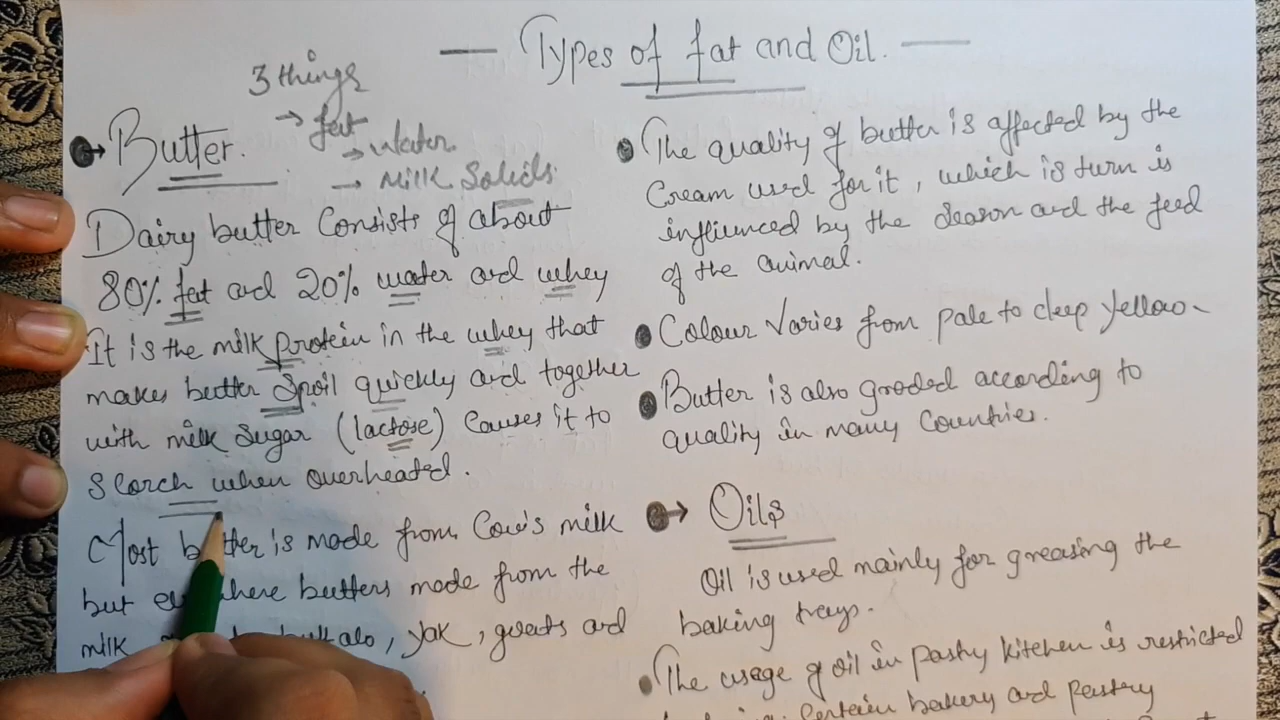 Types of fat and Oil.
3 things
→ fat
→ water
→ Milk Solids
Butter.
Dairy butter Consists of about
80% fat and 20% water and whey
It is the milk protein in the whey that
makes butter Spoil quickly and together
with milk Sugar (lactose) Causes it to
Scorch when overheated.
Most butter is made from Cow's milk
but butters made from the
milk yak, goats and
The quality of butter is affected by the
Cream used for it, which is turn is
influenced by the Season and the feed
of the animal.
Colour Varies from pale to deep yellow
Butter is also graded according to
quality in many Countries.
→ Oils
Oil is used mainly for greasing the
baking trays.
The usage of oil in pastry kitchen is restricted
Certain bakery and pastry